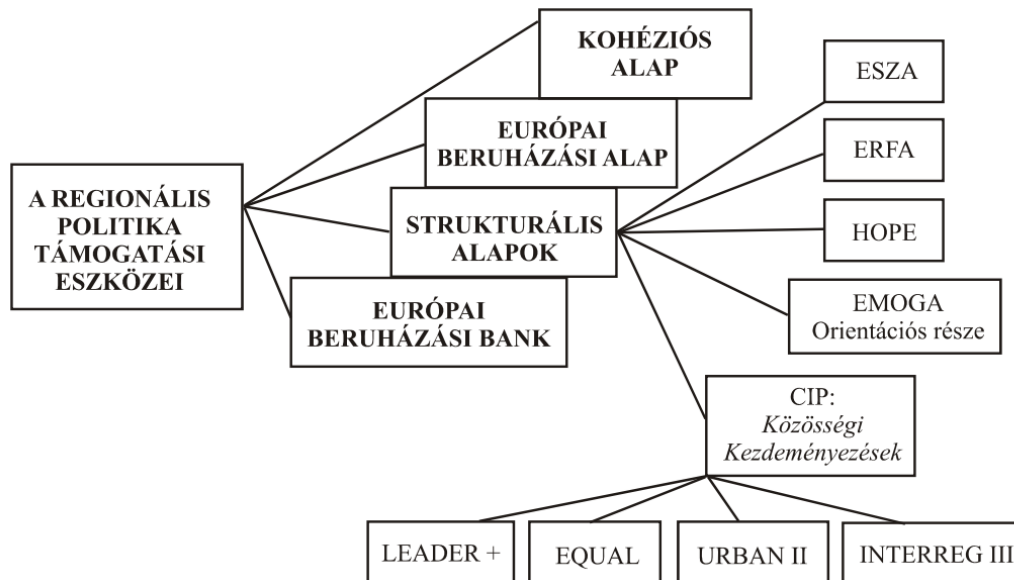 A REGIONÁLIS
POLITIKA
TÁMOGATÁSI
ESZKÖZEI
KOHÉZIÓS
ALAP
EURÓPAI
BERUHÁZÁSI ALAP
STRUKTURÁLIS
ALAPOK
EURÓPAI
BERUHÁZÁSI BANK
ESZA
ERFA
HOPE
EMOGA
Orientációs része
CIP:
Közösségi
Kezdeményezések
LEADER +
EQUAL
URBAN II
INTERREG III